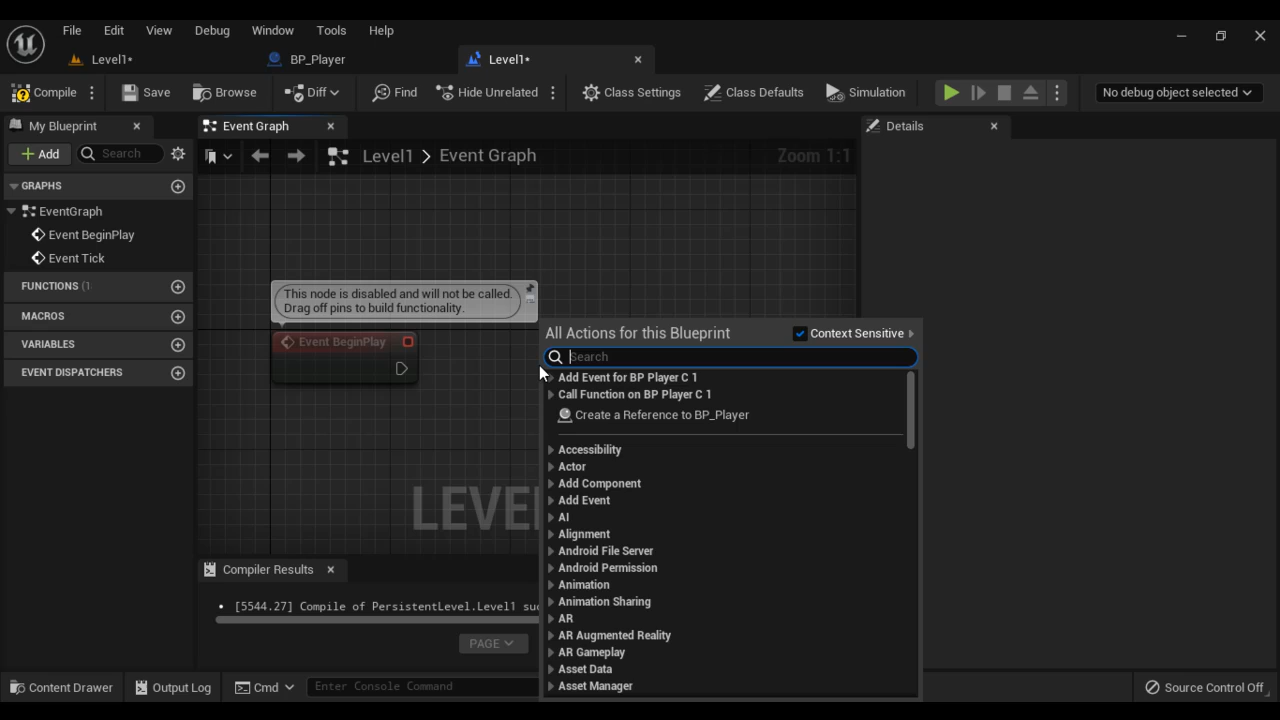 File Edit View Debug Window Tools Help
Level1* BP_Player Level1*
Compile Save Browse Diff Find Hide Unrelated Class Settings Class Defaults Simulation No debug object selected
My Blueprint Event Graph Details
+ Add Search Level1 > Event Graph Zoom 1:1
GRAPHS
EventGraph
Event BeginPlay
Event Tick
FUNCTIONS (1
MACROS
VARIABLES
EVENT DISPATCHERS
This node is disabled and will not be called.
Drag off pins to build functionality.
Event BeginPlay
LEVE
All Actions for this Blueprint Context Sensitive
Search
Add Event for BP Player C 1
Call Function on BP Player C 1
Create a Reference to BP_Player
Accessibility
Actor
Add Component
Add Event
AI
Alignment
Android File Server
Android Permission
Animation
Animation Sharing
AR
AR Augmented Reality
AR Gameplay
Asset Data
Asset Manager
Compiler Results
[5544.27] Compile of PersistentLevel.Level1 suc
PAGE
Content Drawer Output Log Cmd Enter Console Command Source Control Off